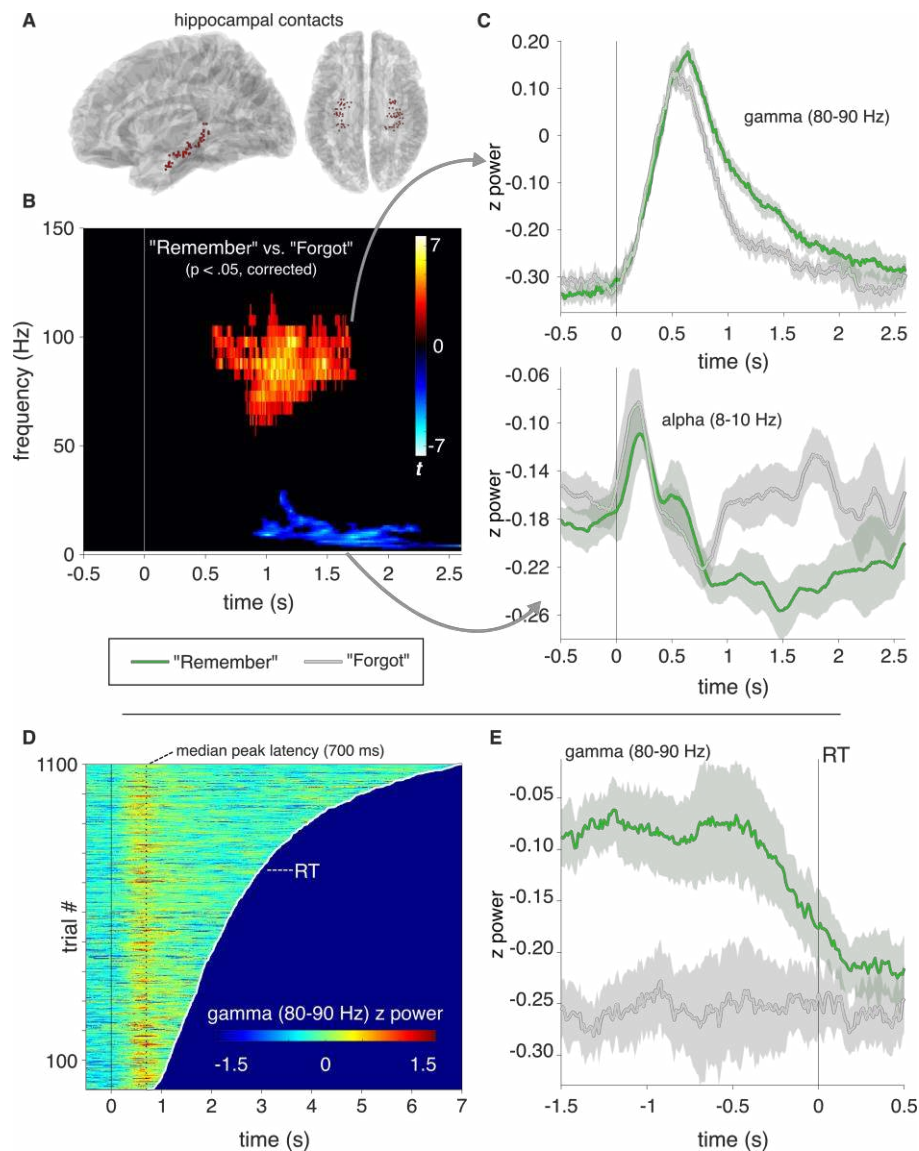 A
hippocampal contacts
B
150
100
50
0
frequency (Hz)
"Remember" vs. "Forgot"
(p < .05, corrected)
7
0
-7
t
-0.5 0 0.5 1 1.5 2 2.5
time (s)
"Remember" "Forgot"
C
0.20
0.10
0
-0.10
-0.20
-0.30
z power
gamma (80-90 Hz)
-0.5 0 0.5 1 1.5 2 2.5
time (s)
-0.06
-0.10
-0.14
-0.18
-0.22
-0.26
z power
alpha (8-10 Hz)
-0.5 0 0.5 1 1.5 2 2.5
time (s)
D
median peak latency (700 ms)
1100
100
trial #
RT
gamma (80-90 Hz) z power
-1.5 0 1.5
0 1 2 3 4 5 6 7
time (s)
E
gamma (80-90 Hz)
RT
-0.05
-0.10
-0.15
-0.20
-0.25
-0.30
z power
-1.5 -1 -0.5 0 0.5
time (s)